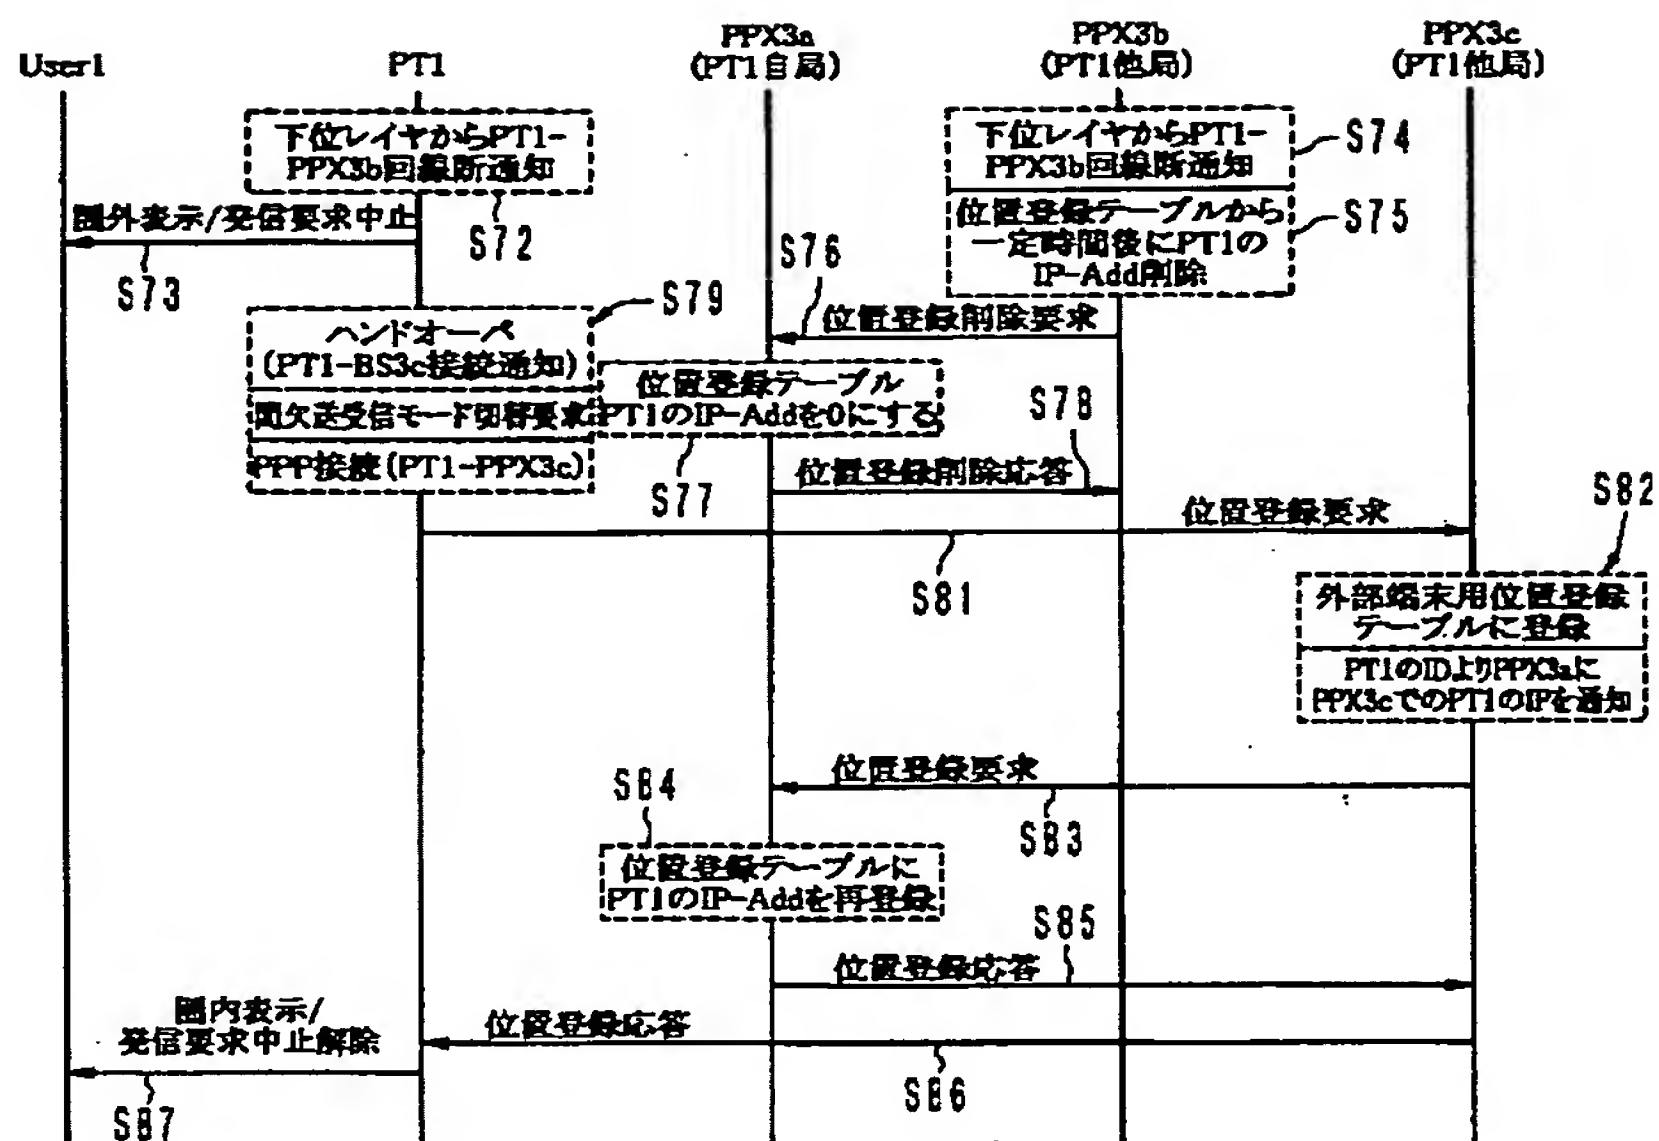 User1
PT1
PPX3a
(PT1自局)
PPX3b
(PT1他局)
PPX3c
(PT1他局)
下位レイヤからPT1-
PPX3b回線断通知
S72
圏外表示/発信要求中止
S73
下位レイヤからPT1-
PPX3b回線断通知
S74
位置登録テーブルから
一定時間後にPT1の
IP-Add削除
S75
S76
位置登録削除要求
S79
ハンドオーバ
(PT1-BS3c接続通知)
間欠送受信モード切替要求
PPP接続(PT1-PPX3c)
位置登録テーブル
PT1のIP-Addを0にする
S77
S78
位置登録削除応答
位置登録要求
S81
S82
外部端末用位置登録
テーブルに登録
PT1のIDよりPPX3aに
PPX3cでのPT1のIPを通知
位置登録要求
S83
S84
位置登録テーブルに
PT1のIP-Addを再登録
S85
位置登録応答
位置登録応答
S86
圏内表示/
発信要求中止解除
S87